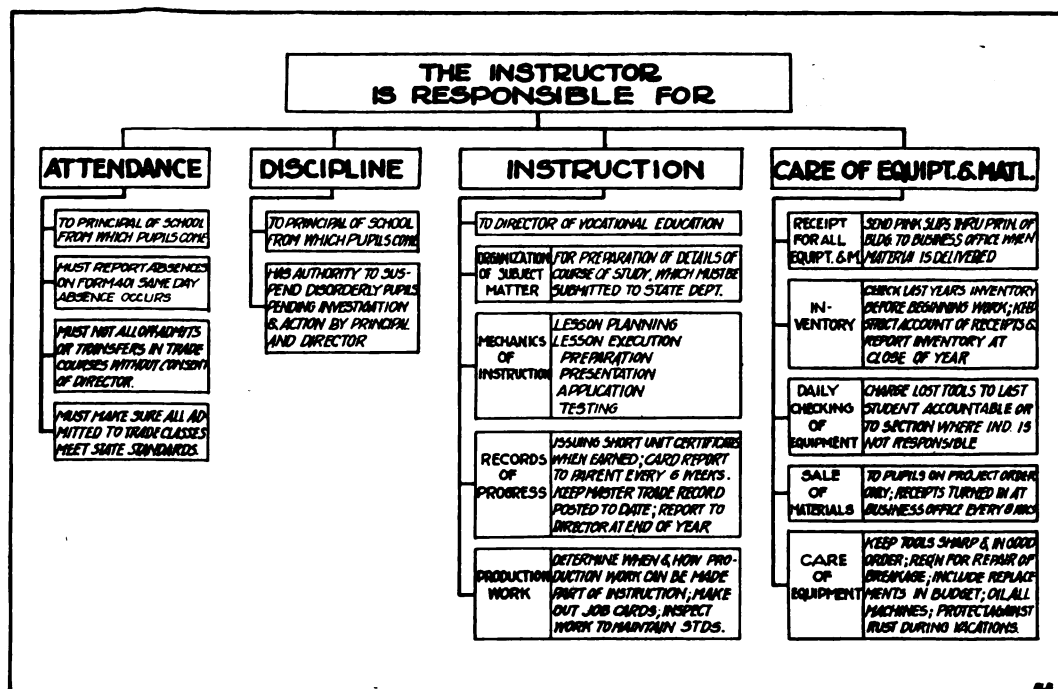 THE INSTRUCTOR
IS RESPONSIBLE FOR
ATTENDANCE
TO PRINCIPAL OF SCHOOL
FROM WHICH PUPILS COME
MUST REPORT ABSENCES
ON FORM 401 SAME DAY
ABSENCE OCCURS
MUST NOT ALLOW ADMITS
OR TRANSFERS IN TRADE
COURSES WITHOUT CONSENT
OF DIRECTOR.
MUST MAKE SURE ALL AD-
MITTED TO TRADE CLASSES
MEET STATE STANDARDS.
DISCIPLINE
TO PRINCIPAL OF SCHOOL
FROM WHICH PUPILS COME
HAS AUTHORITY TO SUS-
PEND DISORDERLY PUPILS
PENDING INVESTIGATION
& ACTION BY PRINCIPAL
AND DIRECTOR
INSTRUCTION
TO DIRECTOR OF VOCATIONAL EDUCATION
ORGANIZATION
OF SUBJECT
MATTER
FOR PREPARATION OF DETAILS OF
COURSE OF STUDY, WHICH MUST BE
SUBMITTED TO STATE DEPT.
MECHANICS
OF
INSTRUCTION
LESSON PLANNING
LESSON EXECUTION
PREPARATION
PRESENTATION
APPLICATION
TESTING
RECORDS
OF
PROGRESS
ISSUING SHORT UNIT CERTIFICATES
WHEN EARNED; CARD REPORT
TO PARENT EVERY 6 WEEKS.
KEEP MASTER TRADE RECORD
POSTED TO DATE; REPORT TO
DIRECTOR AT END OF YEAR
PRODUCTION
WORK
DETERMINE WHEN & HOW PRO-
DUCTION WORK CAN BE MADE
PART OF INSTRUCTION; MAKE
OUT JOB CARDS; INSPECT
WORK TO MAINTAIN STDS.
CARE OF EQUIPT. & MATL.
RECEIPT
FOR ALL
EQUIPT. & M.
SEND PINK SLIPS THRU PRIN. OF
BLDG. TO BUSINESS OFFICE WHEN
MATERIAL IS DELIVERED
IN-
VENTORY
CHECK LAST YEARS INVENTORY
BEFORE BEGINNING WORK; KEEP
STRICT ACCOUNT OF RECEIPTS &
REPORT INVENTORY AT
CLOSE OF YEAR
DAILY
CHECKING
OF
EQUIPMENT
CHARGE LOST TOOLS TO LAST
STUDENT ACCOUNTABLE OR
TO SECTION WHERE IND. IS
NOT RESPONSIBLE
SALE
OF
MATERIALS
TO PUPILS ON PROJECT ORDER
ONLY; RECEIPTS TURNED IN AT
BUSINESS OFFICE EVERY
CARE
OF
EQUIPMENT
KEEP TOOLS SHARP & IN GOOD
ORDER; REQ'N FOR REPAIR OF
BREAKAGE; INCLUDE REPLACE
MENTS IN BUDGET; OIL ALL
MACHINES; PROTECT AGAINST
RUST DURING VACATIONS.